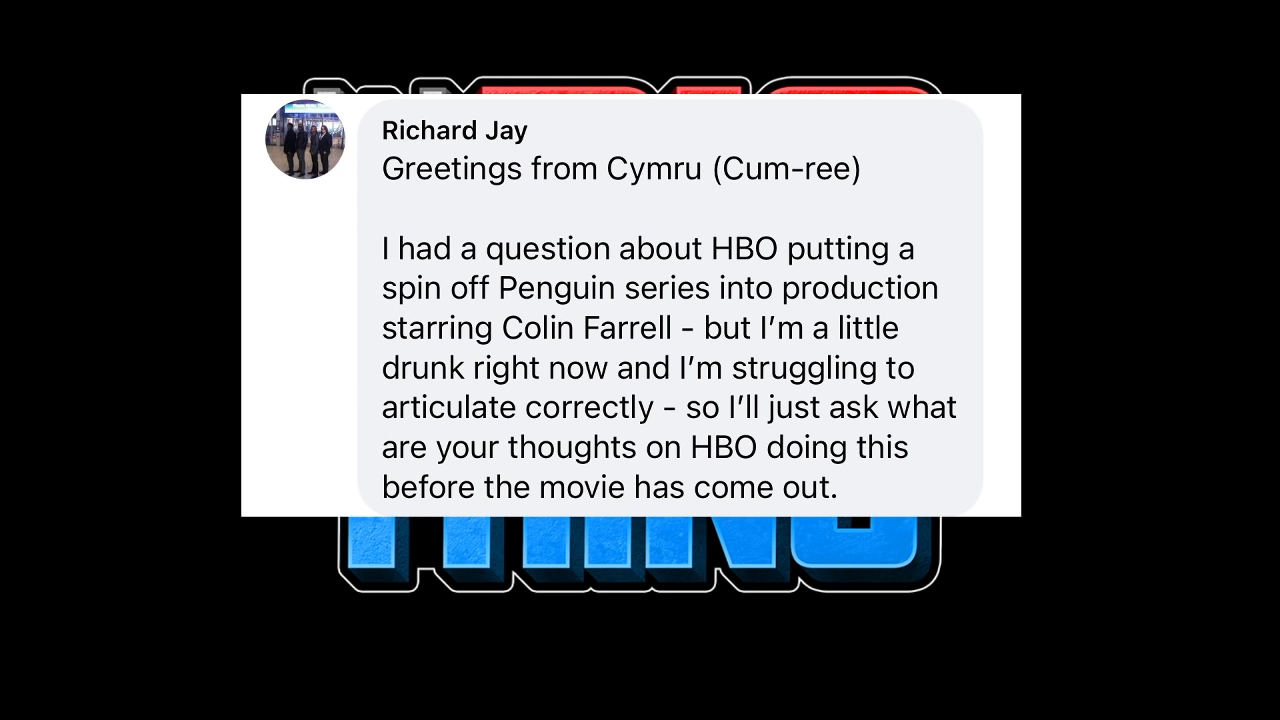 Richard Jay
Greetings from Cymru (Cum-ree)
I had a question about HBO putting a
spin off Penguin series into production
starring Colin Farrell - but I’m a little
drunk right now and I’m struggling to
articulate correctly - so I’ll just ask what
are your thoughts on HBO doing this
before the movie has come out.